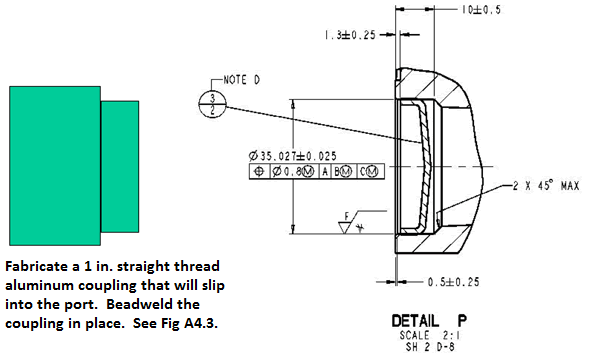 10±0.5
1.3±0.25
NOTE D
3
2
Ø35.027±0.025
⌖ Ø0.8Ⓜ A BⓂ CⓂ
2 X 45° MAX
F
0.5±0.25
Fabricate a 1 in. straight thread
aluminum coupling that will slip
into the port. Beadweld the
coupling in place. See Fig A4.3.
DETAIL P
SCALE 2:1
SH 2 D-8